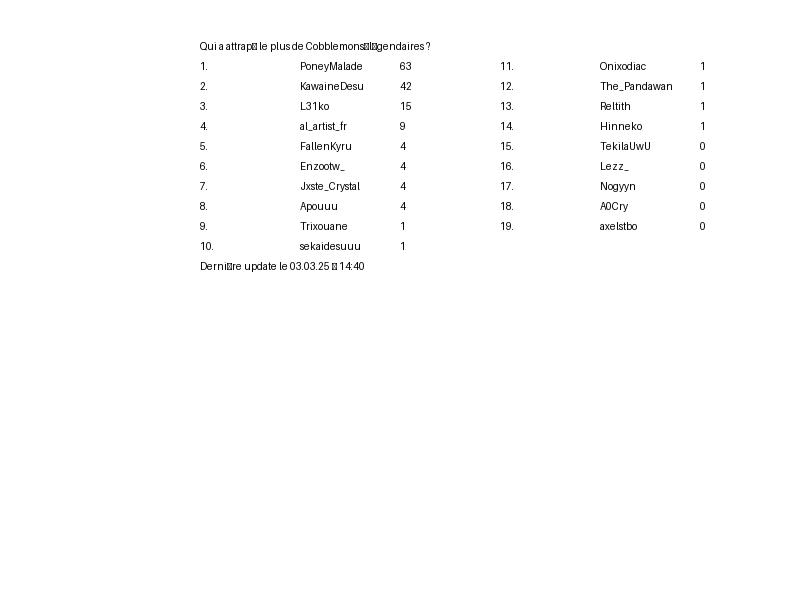 Qui a attrap□ le plus de Cobblemons□l□gendaires ?
1. PoneyMalade 63 11. Onixodiac 1
2. KawaineDesu 42 12. The_Pandawan 1
3. L31ko 15 13. Reltith 1
4. al_artist_fr 9 14. Hinneko 1
5. FallenKyru 4 15. TekilaUwU 0
6. Enzootw_ 4 16. Lezz_ 0
7. Jxste_Crystal 4 17. Nogyyn 0
8. Apouuu 4 18. A0Cry 0
9. Trixouane 1 19. axelstbo 0
10. sekaidesuuu 1
Derni□re update le 03.03.25 □ 14:40